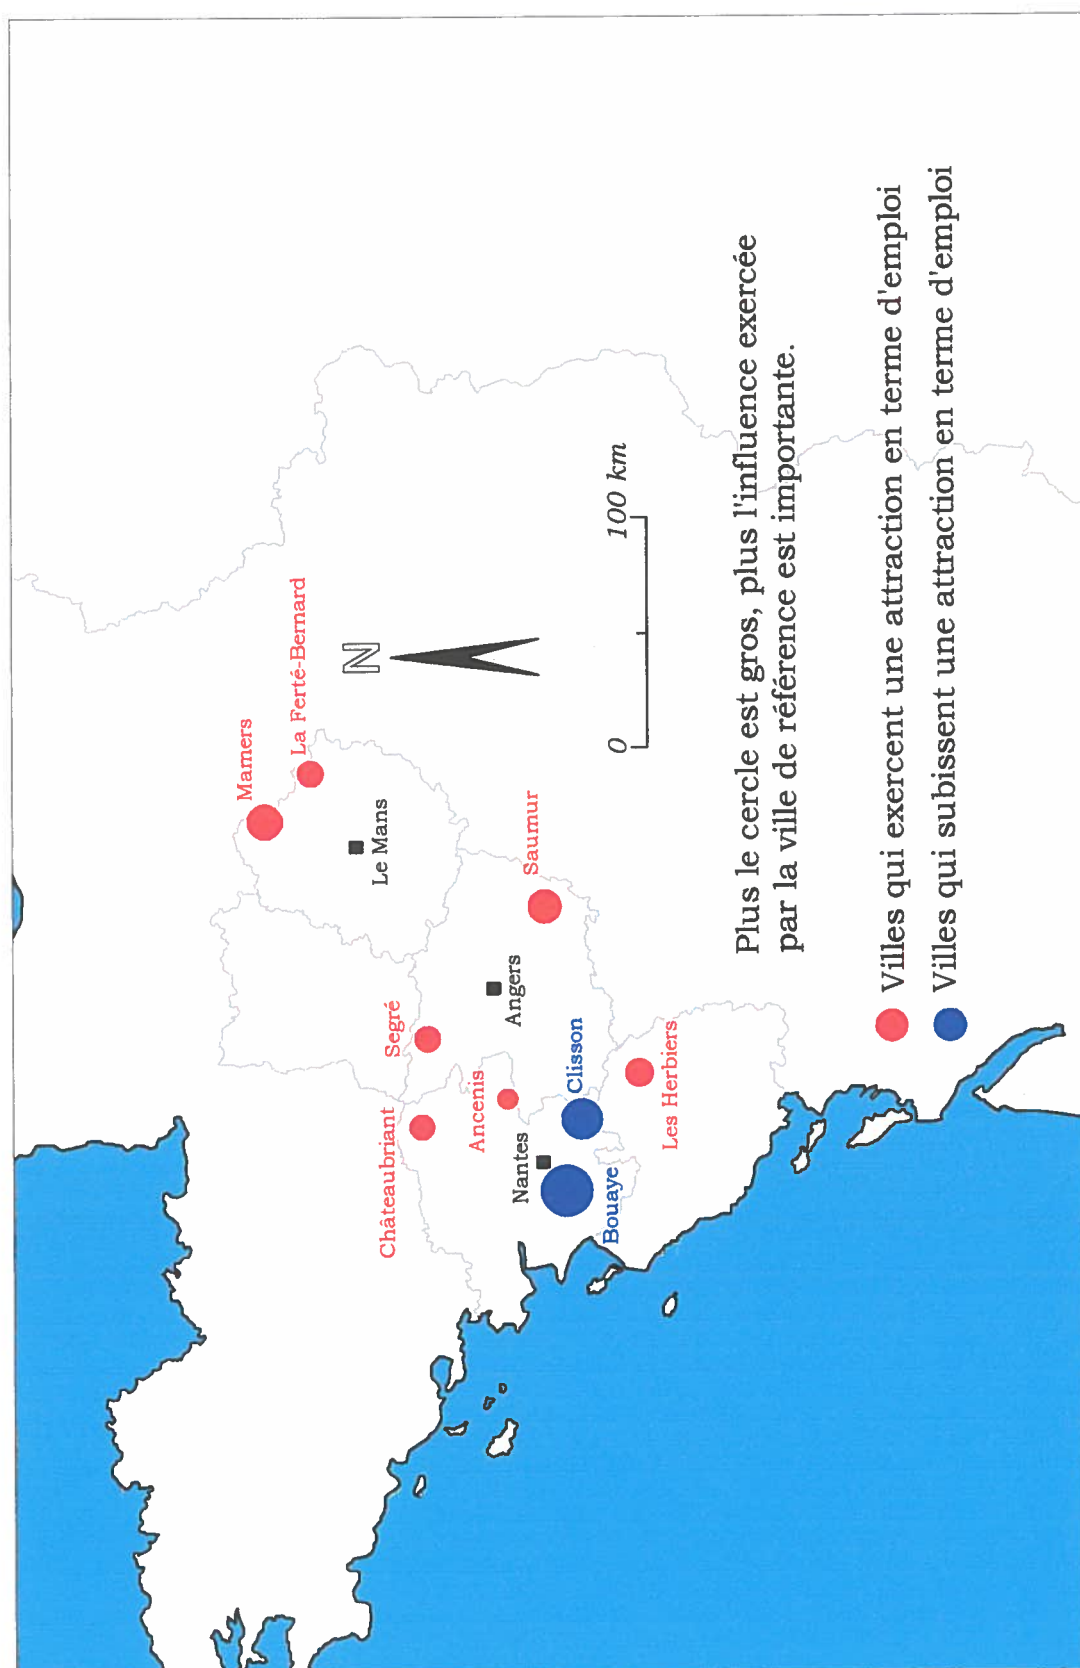 Mamers
La Ferté-Bernard
Le Mans
N
Segré
Châteaubriant
Saumur
Angers
Ancenis
Nantes
Clisson
Bouaye
Les Herbiers
0
100 km
Plus le cercle est gros, plus l'influence exercée
par la ville de référence est importante.
Villes qui exercent une attraction en terme d'emploi
Villes qui subissent une attraction en terme d'emploi